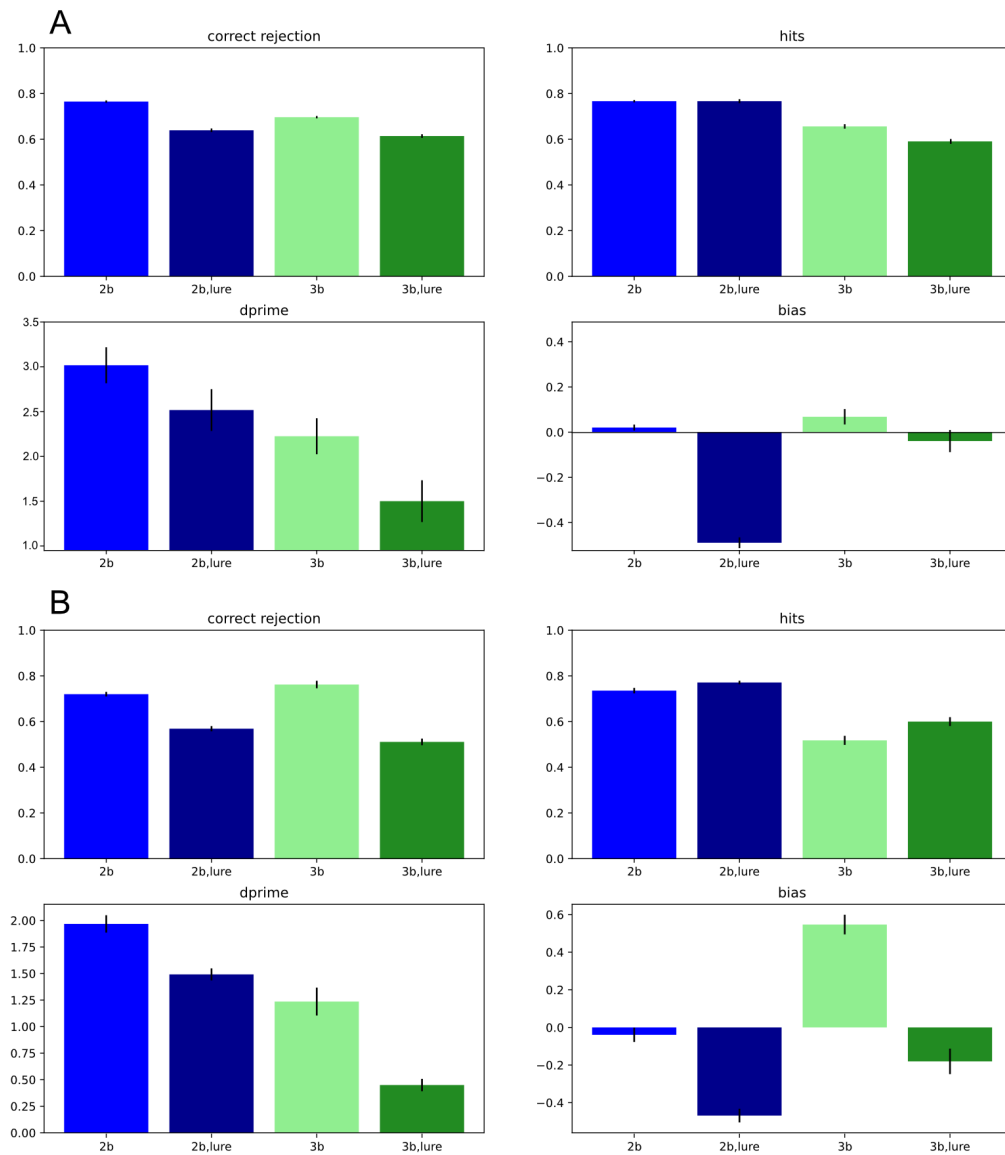 A
correct rejection
1.0
0.8
0.6
0.4
0.2
0.0
2b 2b,lure 3b 3b,lure
hits
1.0
0.8
0.6
0.4
0.2
0.0
2b 2b,lure 3b 3b,lure
dprime
3.5
3.0
2.5
2.0
1.5
1.0
2b 2b,lure 3b 3b,lure
bias
0.4
0.2
0.0
−0.2
−0.4
2b 2b,lure 3b 3b,lure
B
correct rejection
1.0
0.8
0.6
0.4
0.2
0.0
2b 2b,lure 3b 3b,lure
hits
1.0
0.8
0.6
0.4
0.2
0.0
2b 2b,lure 3b 3b,lure
dprime
2.00
1.75
1.50
1.25
1.00
0.75
0.50
0.25
0.00
2b 2b,lure 3b 3b,lure
bias
0.6
0.4
0.2
0.0
−0.2
−0.4
2b 2b,lure 3b 3b,lure